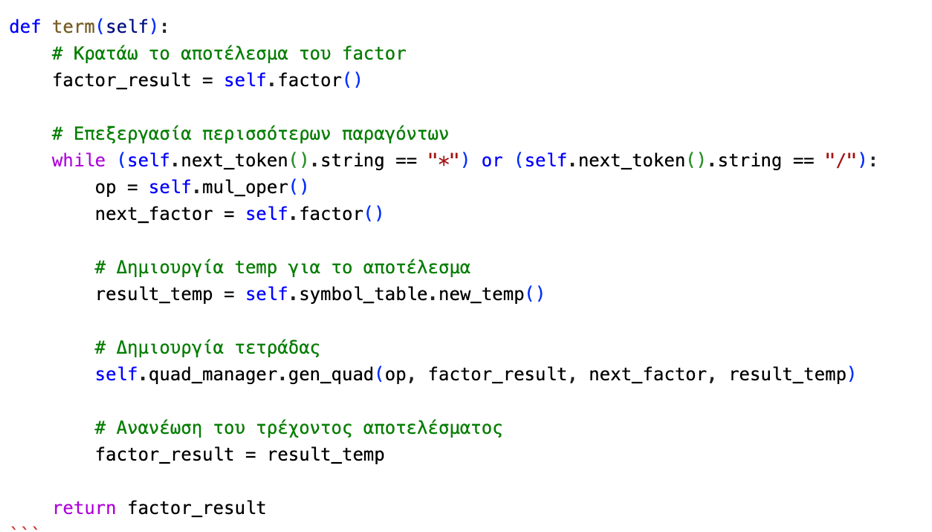 def term(self):
    # Κρατάω το αποτέλεσμα του factor
    factor_result = self.factor()
    # Επεξεργασία περισσότερων παραγόντων
    while (self.next_token().string == "*") or (self.next_token().string == "/"):
        op = self.mul_oper()
        next_factor = self.factor()
        # Δημιουργία temp για το αποτέλεσμα
        result_temp = self.symbol_table.new_temp()
        # Δημιουργία τετράδας
        self.quad_manager.gen_quad(op, factor_result, next_factor, result_temp)
        # Ανανέωση του τρέχοντος αποτελέσματος
        factor_result = result_temp
    return factor_result
```